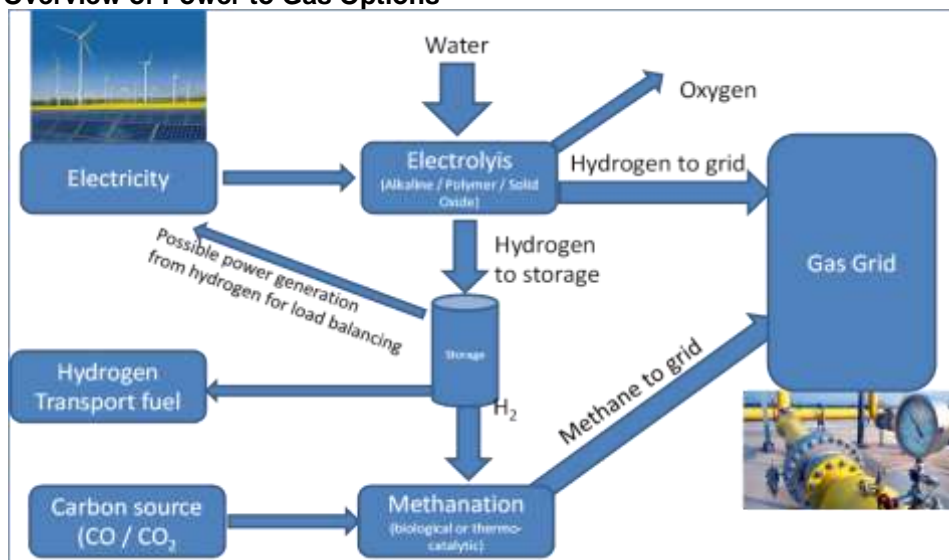 Overview of Power to Gas Options
Water
Oxygen
Electricity
Electrolyis
(Alkaline / Polymer / Solid
Oxide)
Hydrogen to grid
Gas Grid
Hydrogen
to storage
Possible power generation
from hydrogen for load balancing
Storage
Hydrogen
Transport fuel
H₂
Methane to grid
Carbon source
(CO / CO₂
Methanation
(biological or thermo-
catalytic)